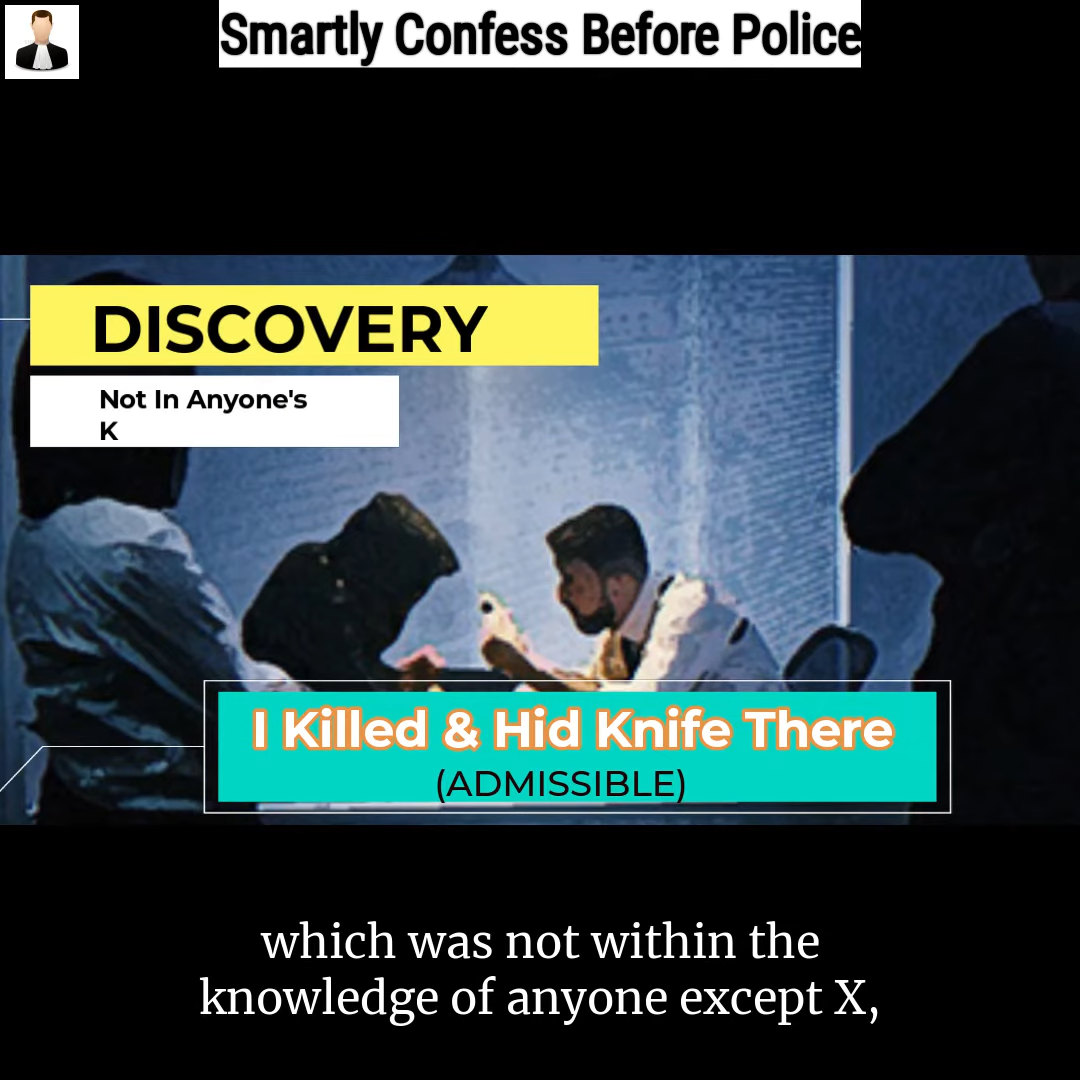 Smartly Confess Before Police
DISCOVERY
Not In Anyone's
K
I Killed & Hid Knife There
(ADMISSIBLE)
which was not within the
knowledge of anyone except X,